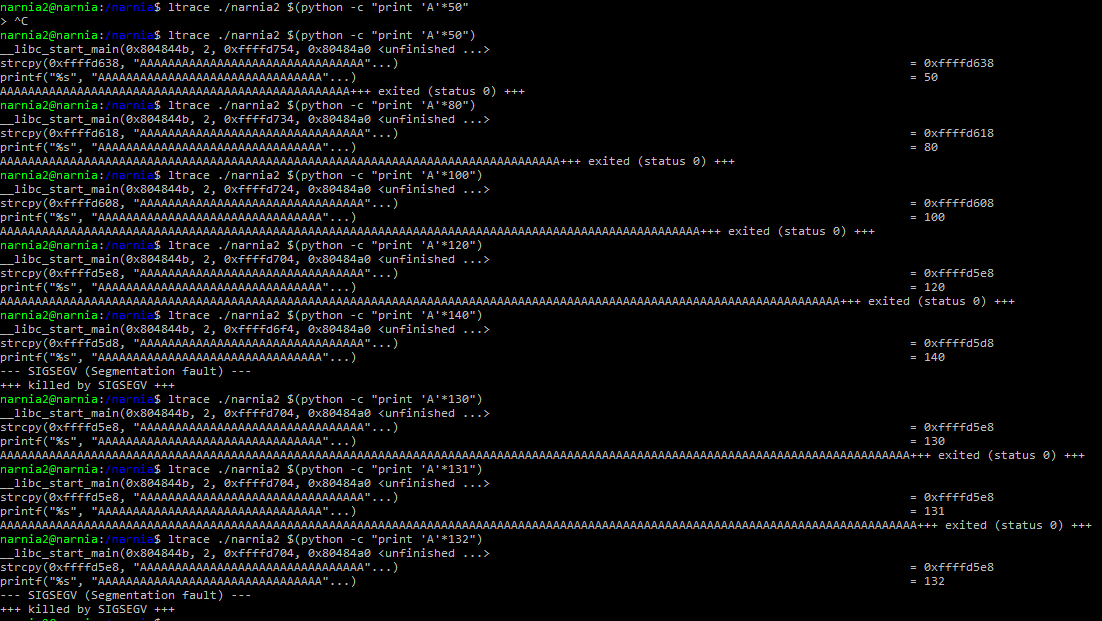 narnia2@narnia:/narnia$ ltrace ./narnia2 $(python -c "print 'A'*50"
> ^C
narnia2@narnia:/narnia$ ltrace ./narnia2 $(python -c "print 'A'*50")
__libc_start_main(0x804844b, 2, 0xffffd754, 0x80484a0 <unfinished ...>
strcpy(0xffffd638, "AAAAAAAAAAAAAAAAAAAAAAAAAAAAAAAA"...) = 0xffffd638
printf("%s", "AAAAAAAAAAAAAAAAAAAAAAAAAAAAAAAA"...) = 50
AAAAAAAAAAAAAAAAAAAAAAAAAAAAAAAAAAAAAAAAAAAAAAAAAA+++ exited (status 0) +++
narnia2@narnia:/narnia$ ltrace ./narnia2 $(python -c "print 'A'*80")
__libc_start_main(0x804844b, 2, 0xffffd734, 0x80484a0 <unfinished ...>
strcpy(0xffffd618, "AAAAAAAAAAAAAAAAAAAAAAAAAAAAAAAA"...) = 0xffffd618
printf("%s", "AAAAAAAAAAAAAAAAAAAAAAAAAAAAAAAA"...) = 80
AAAAAAAAAAAAAAAAAAAAAAAAAAAAAAAAAAAAAAAAAAAAAAAAAAAAAAAAAAAAAAAAAAAAAAAAAAAAAAAA+++ exited (status 0) +++
narnia2@narnia:/narnia$ ltrace ./narnia2 $(python -c "print 'A'*100")
__libc_start_main(0x804844b, 2, 0xffffd724, 0x80484a0 <unfinished ...>
strcpy(0xffffd608, "AAAAAAAAAAAAAAAAAAAAAAAAAAAAAAAA"...) = 0xffffd608
printf("%s", "AAAAAAAAAAAAAAAAAAAAAAAAAAAAAAAA"...) = 100
AAAAAAAAAAAAAAAAAAAAAAAAAAAAAAAAAAAAAAAAAAAAAAAAAAAAAAAAAAAAAAAAAAAAAAAAAAAAAAAAAAAAAAAAAAAAAAAAAAAA+++ exited (status 0) +++
narnia2@narnia:/narnia$ ltrace ./narnia2 $(python -c "print 'A'*120")
__libc_start_main(0x804844b, 2, 0xffffd704, 0x80484a0 <unfinished ...>
strcpy(0xffffd5e8, "AAAAAAAAAAAAAAAAAAAAAAAAAAAAAAAA"...) = 0xffffd5e8
printf("%s", "AAAAAAAAAAAAAAAAAAAAAAAAAAAAAAAA"...) = 120
AAAAAAAAAAAAAAAAAAAAAAAAAAAAAAAAAAAAAAAAAAAAAAAAAAAAAAAAAAAAAAAAAAAAAAAAAAAAAAAAAAAAAAAAAAAAAAAAAAAAAAAAAAAAAAAAAAAAAAAA+++ exited (status 0) +++
narnia2@narnia:/narnia$ ltrace ./narnia2 $(python -c "print 'A'*140")
__libc_start_main(0x804844b, 2, 0xffffd6f4, 0x80484a0 <unfinished ...>
strcpy(0xffffd5d8, "AAAAAAAAAAAAAAAAAAAAAAAAAAAAAAAA"...) = 0xffffd5d8
printf("%s", "AAAAAAAAAAAAAAAAAAAAAAAAAAAAAAAA"...) = 140
--- SIGSEGV (Segmentation fault) ---
+++ killed by SIGSEGV +++
narnia2@narnia:/narnia$ ltrace ./narnia2 $(python -c "print 'A'*130")
__libc_start_main(0x804844b, 2, 0xffffd704, 0x80484a0 <unfinished ...>
strcpy(0xffffd5e8, "AAAAAAAAAAAAAAAAAAAAAAAAAAAAAAAA"...) = 0xffffd5e8
printf("%s", "AAAAAAAAAAAAAAAAAAAAAAAAAAAAAAAA"...) = 130
AAAAAAAAAAAAAAAAAAAAAAAAAAAAAAAAAAAAAAAAAAAAAAAAAAAAAAAAAAAAAAAAAAAAAAAAAAAAAAAAAAAAAAAAAAAAAAAAAAAAAAAAAAAAAAAAAAAAAAAAAAAAAAAAAA+++ exited (status 0) +++
narnia2@narnia:/narnia$ ltrace ./narnia2 $(python -c "print 'A'*131")
__libc_start_main(0x804844b, 2, 0xffffd704, 0x80484a0 <unfinished ...>
strcpy(0xffffd5e8, "AAAAAAAAAAAAAAAAAAAAAAAAAAAAAAAA"...) = 0xffffd5e8
printf("%s", "AAAAAAAAAAAAAAAAAAAAAAAAAAAAAAAA"...) = 131
AAAAAAAAAAAAAAAAAAAAAAAAAAAAAAAAAAAAAAAAAAAAAAAAAAAAAAAAAAAAAAAAAAAAAAAAAAAAAAAAAAAAAAAAAAAAAAAAAAAAAAAAAAAAAAAAAAAAAAAAAAAAAAAAAAA+++ exited (status 0) +++
narnia2@narnia:/narnia$ ltrace ./narnia2 $(python -c "print 'A'*132")
__libc_start_main(0x804844b, 2, 0xffffd704, 0x80484a0 <unfinished ...>
strcpy(0xffffd5e8, "AAAAAAAAAAAAAAAAAAAAAAAAAAAAAAAA"...) = 0xffffd5e8
printf("%s", "AAAAAAAAAAAAAAAAAAAAAAAAAAAAAAAA"...) = 132
--- SIGSEGV (Segmentation fault) ---
+++ killed by SIGSEGV +++